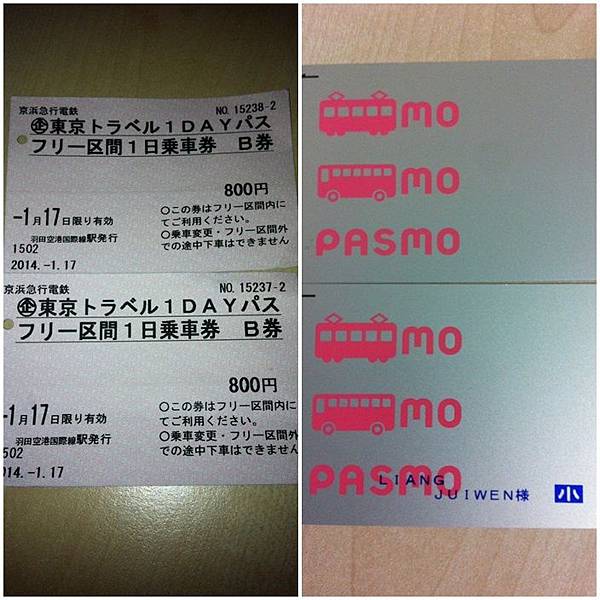 京浜急行電鉄 NO. 15238-2
㊭東京トラベル1DAYパス
フリー区間1日乗車券 B券
800円
-1月17日限り有効
羽田空港国際線駅発行
1502
2014.-1.17
○この券はフリー区間内に
てご利用ください。
○乗車変更・フリー区間外
での途中下車はできません
京浜急行電鉄 NO. 15237-2
㊭東京トラベル1DAYパス
フリー区間1日乗車券 B券
800円
-1月17日限り有効
羽田空港国際線駅発行
502
014.-1.17
○この券はフリー区間内に
てご利用ください。
○乗車変更・フリー区間外
での途中下車はできません
MO
MO
PASMO
MO
MO
PASMO
LIANG
JUIWEN様 小